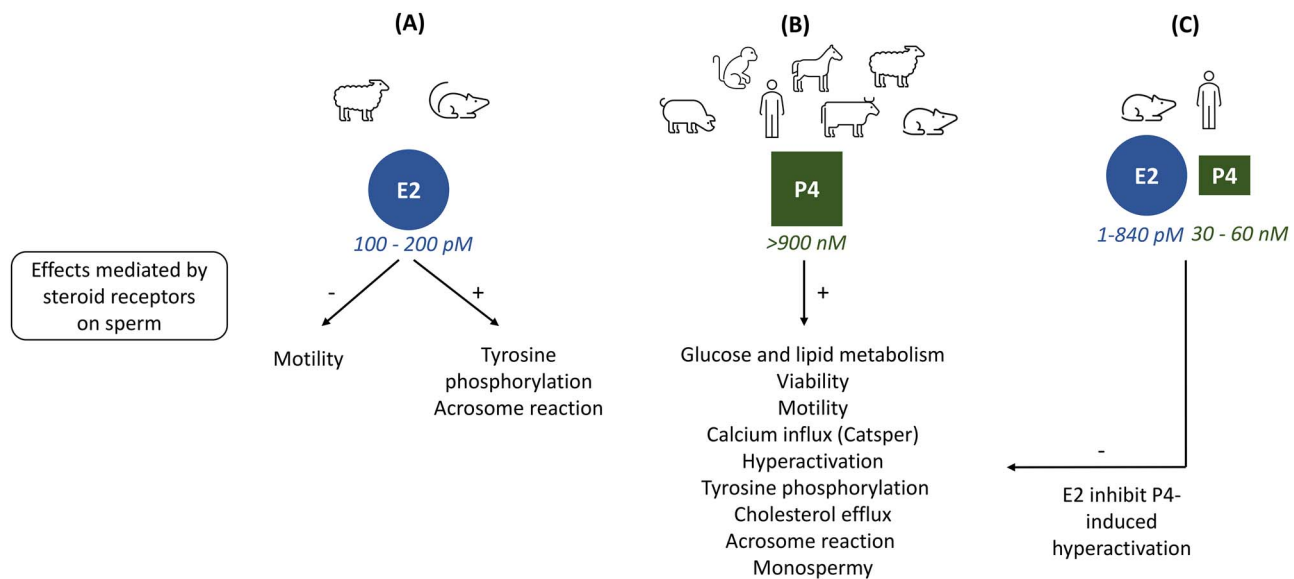 (A)
(B)
(C)
E2
P4
E2
P4
100 - 200 pM
>900 nM
1-840 pM
30 - 60 nM
Effects mediated by
steroid receptors
on sperm
-
+
+
Motility
Tyrosine
phosphorylation
Acrosome reaction
Glucose and lipid metabolism
Viability
Motility
Calcium influx (Catsper)
Hyperactivation
Tyrosine phosphorylation
Cholesterol efflux
Acrosome reaction
Monospermy
-
E2 inhibit P4-
induced
hyperactivation